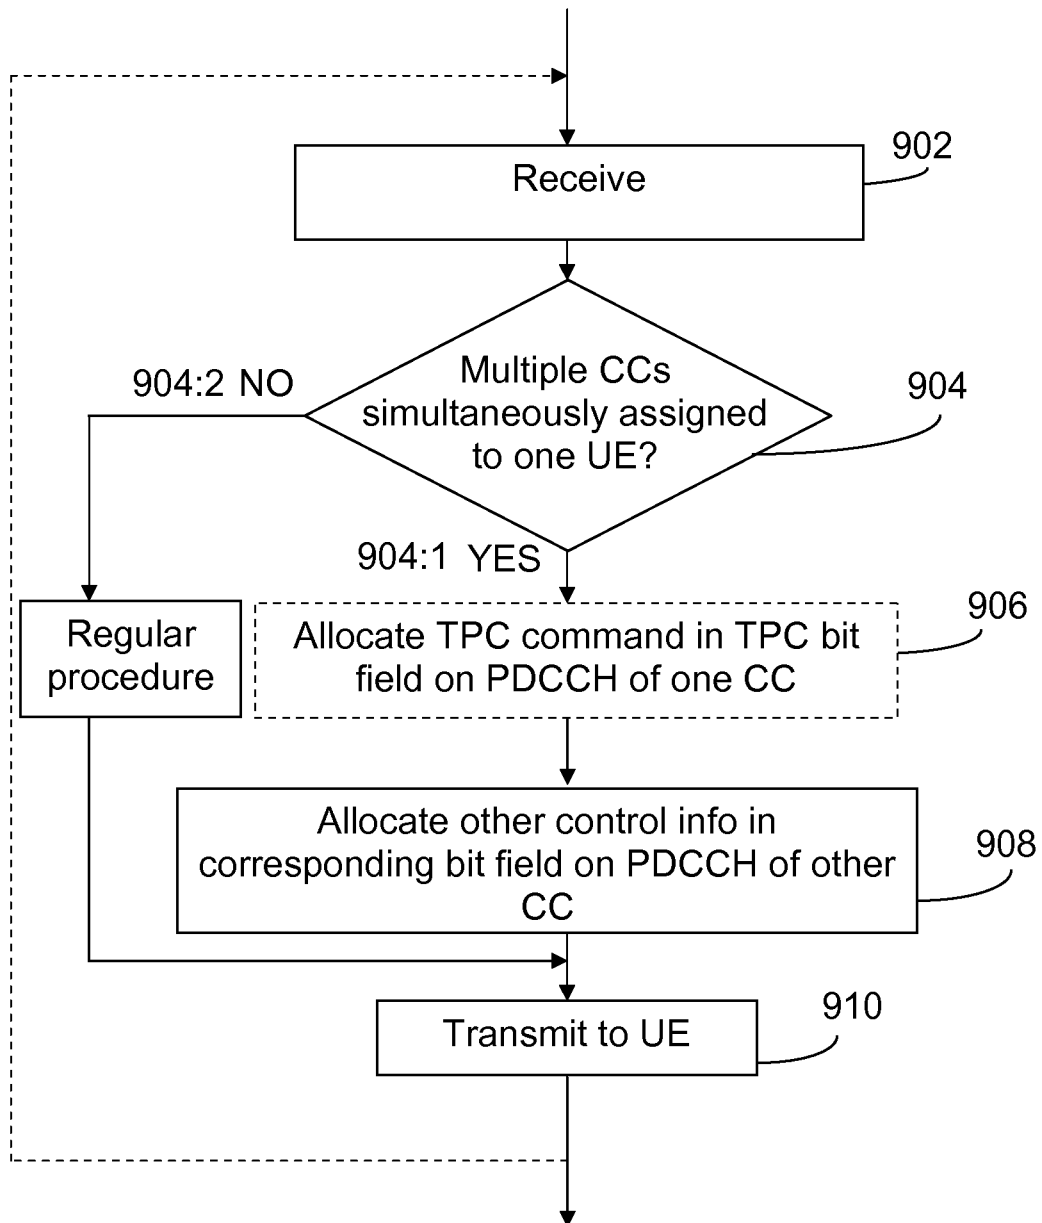 902
Receive
904:2 NO
Multiple CCs
simultaneously assigned
to one UE?
904
904:1 YES
906
Regular
procedure
Allocate TPC command in TPC bit
field on PDCCH of one CC
Allocate other control info in
corresponding bit field on PDCCH of other
CC
908
910
Transmit to UE